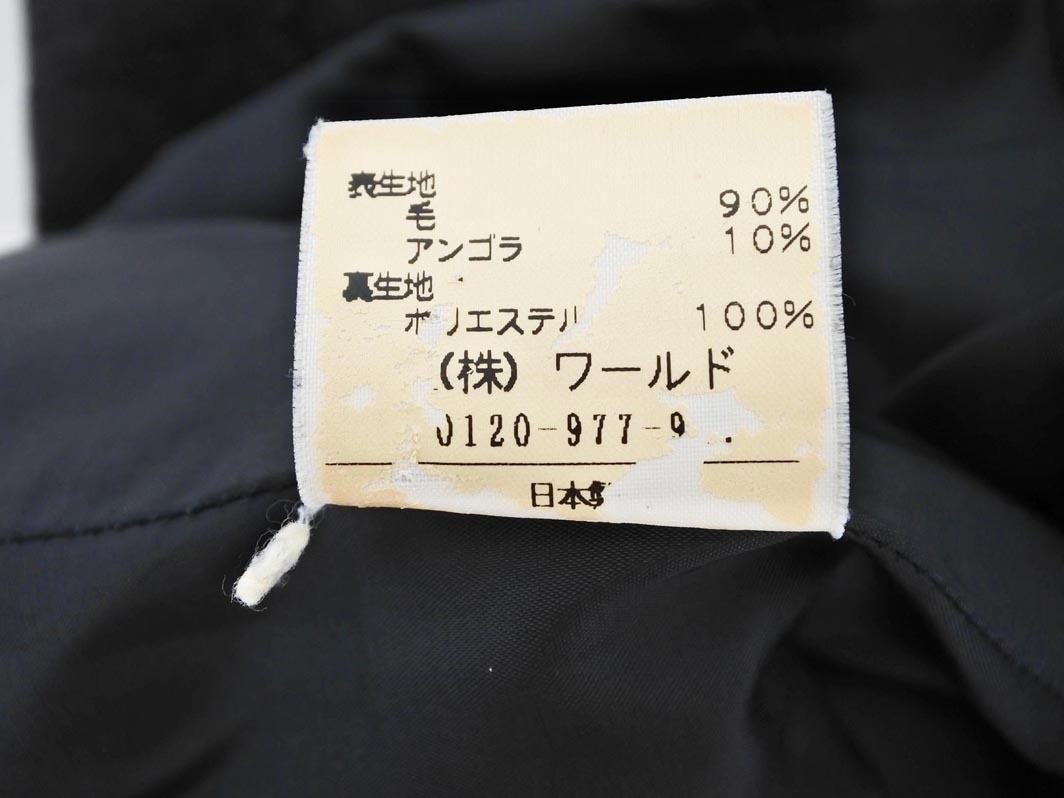 表生地
毛 90%
アンゴラ 10%
裏生地
ポリエステル 100%
(株) ワールド
0120-977-9
日本製